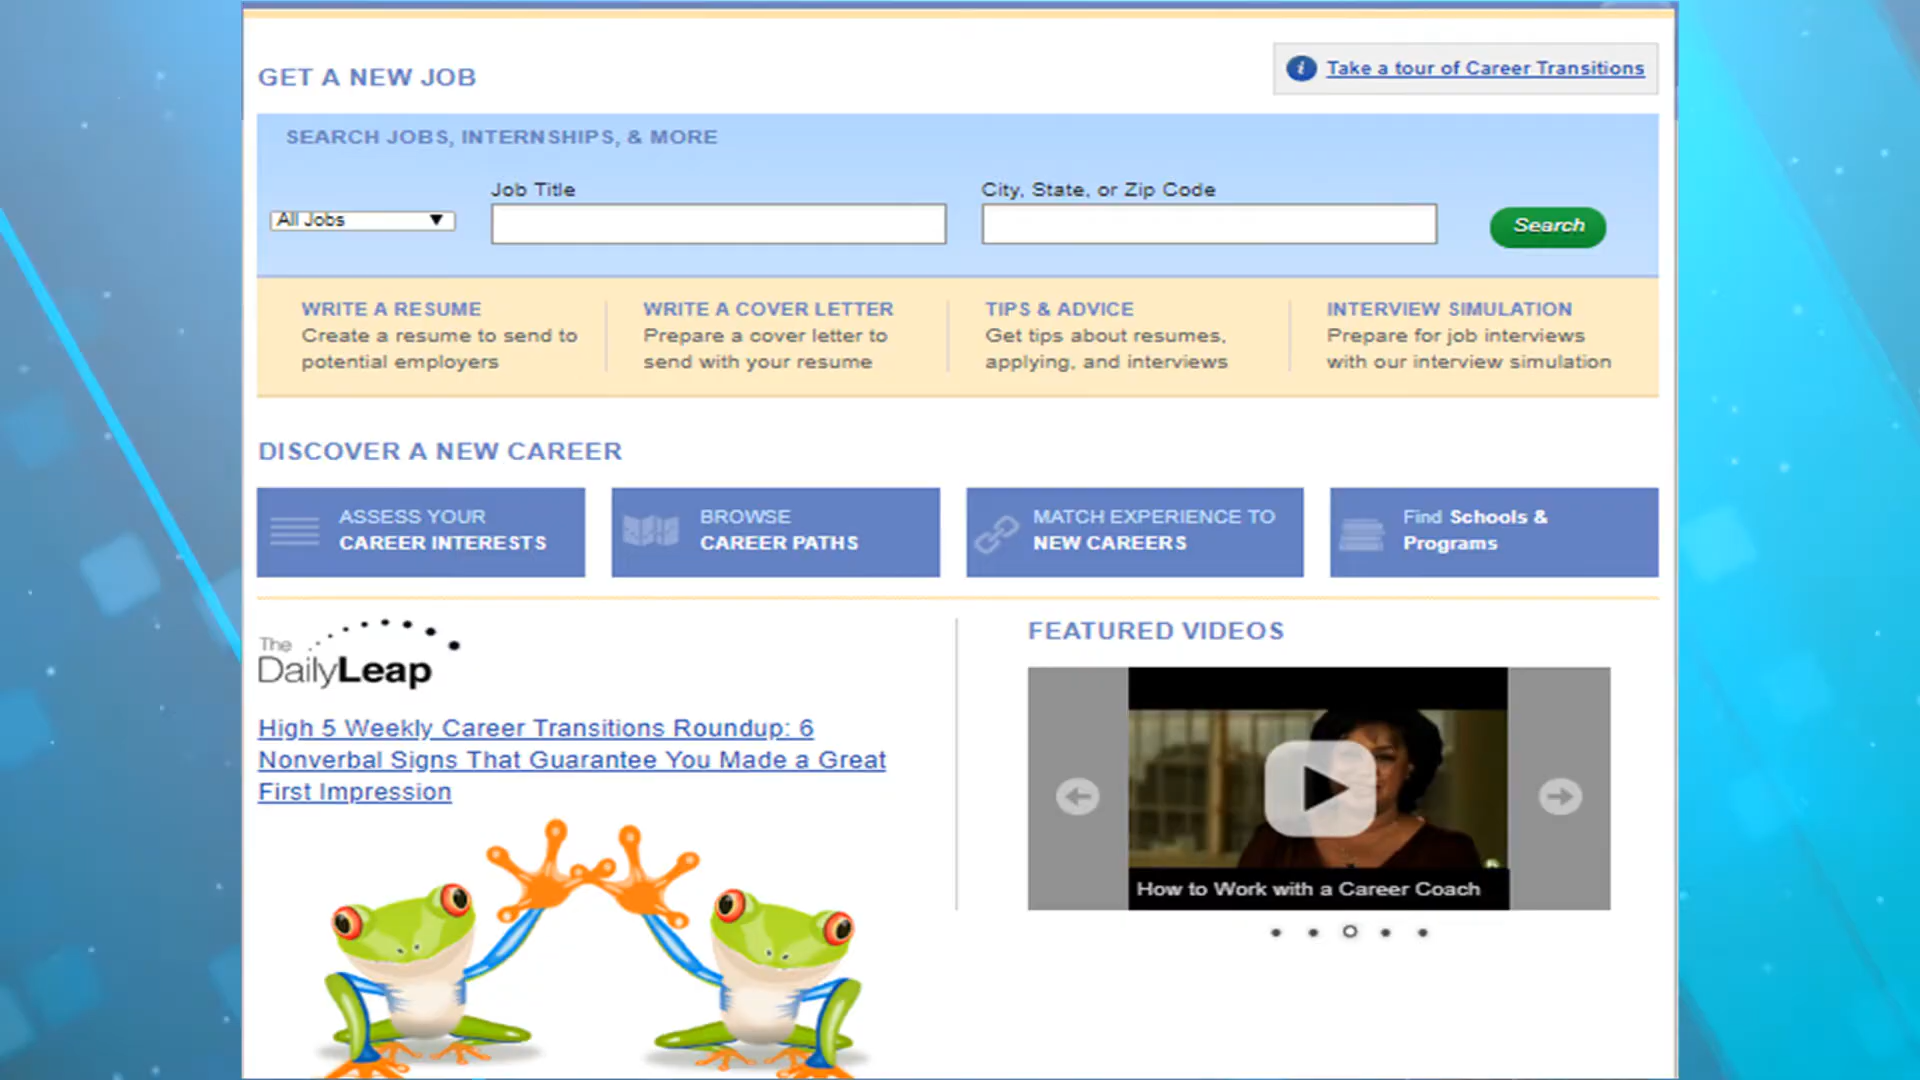 GET A NEW JOB
i Take a tour of Career Transitions
SEARCH JOBS, INTERNSHIPS, & MORE
Job Title
City, State, or Zip Code
All Jobs
Search
WRITE A RESUME
Create a resume to send to
potential employers
WRITE A COVER LETTER
Prepare a cover letter to
send with your resume
TIPS & ADVICE
Get tips about resumes,
applying, and interviews
INTERVIEW SIMULATION
Prepare for job interviews
with our interview simulation
DISCOVER A NEW CAREER
ASSESS YOUR
CAREER INTERESTS
BROWSE
CAREER PATHS
MATCH EXPERIENCE TO
NEW CAREERS
Find Schools &
Programs
The
DailyLeap
High 5 Weekly Career Transitions Roundup: 6
Nonverbal Signs That Guarantee You Made a Great
First Impression
FEATURED VIDEOS
How to Work with a Career Coach